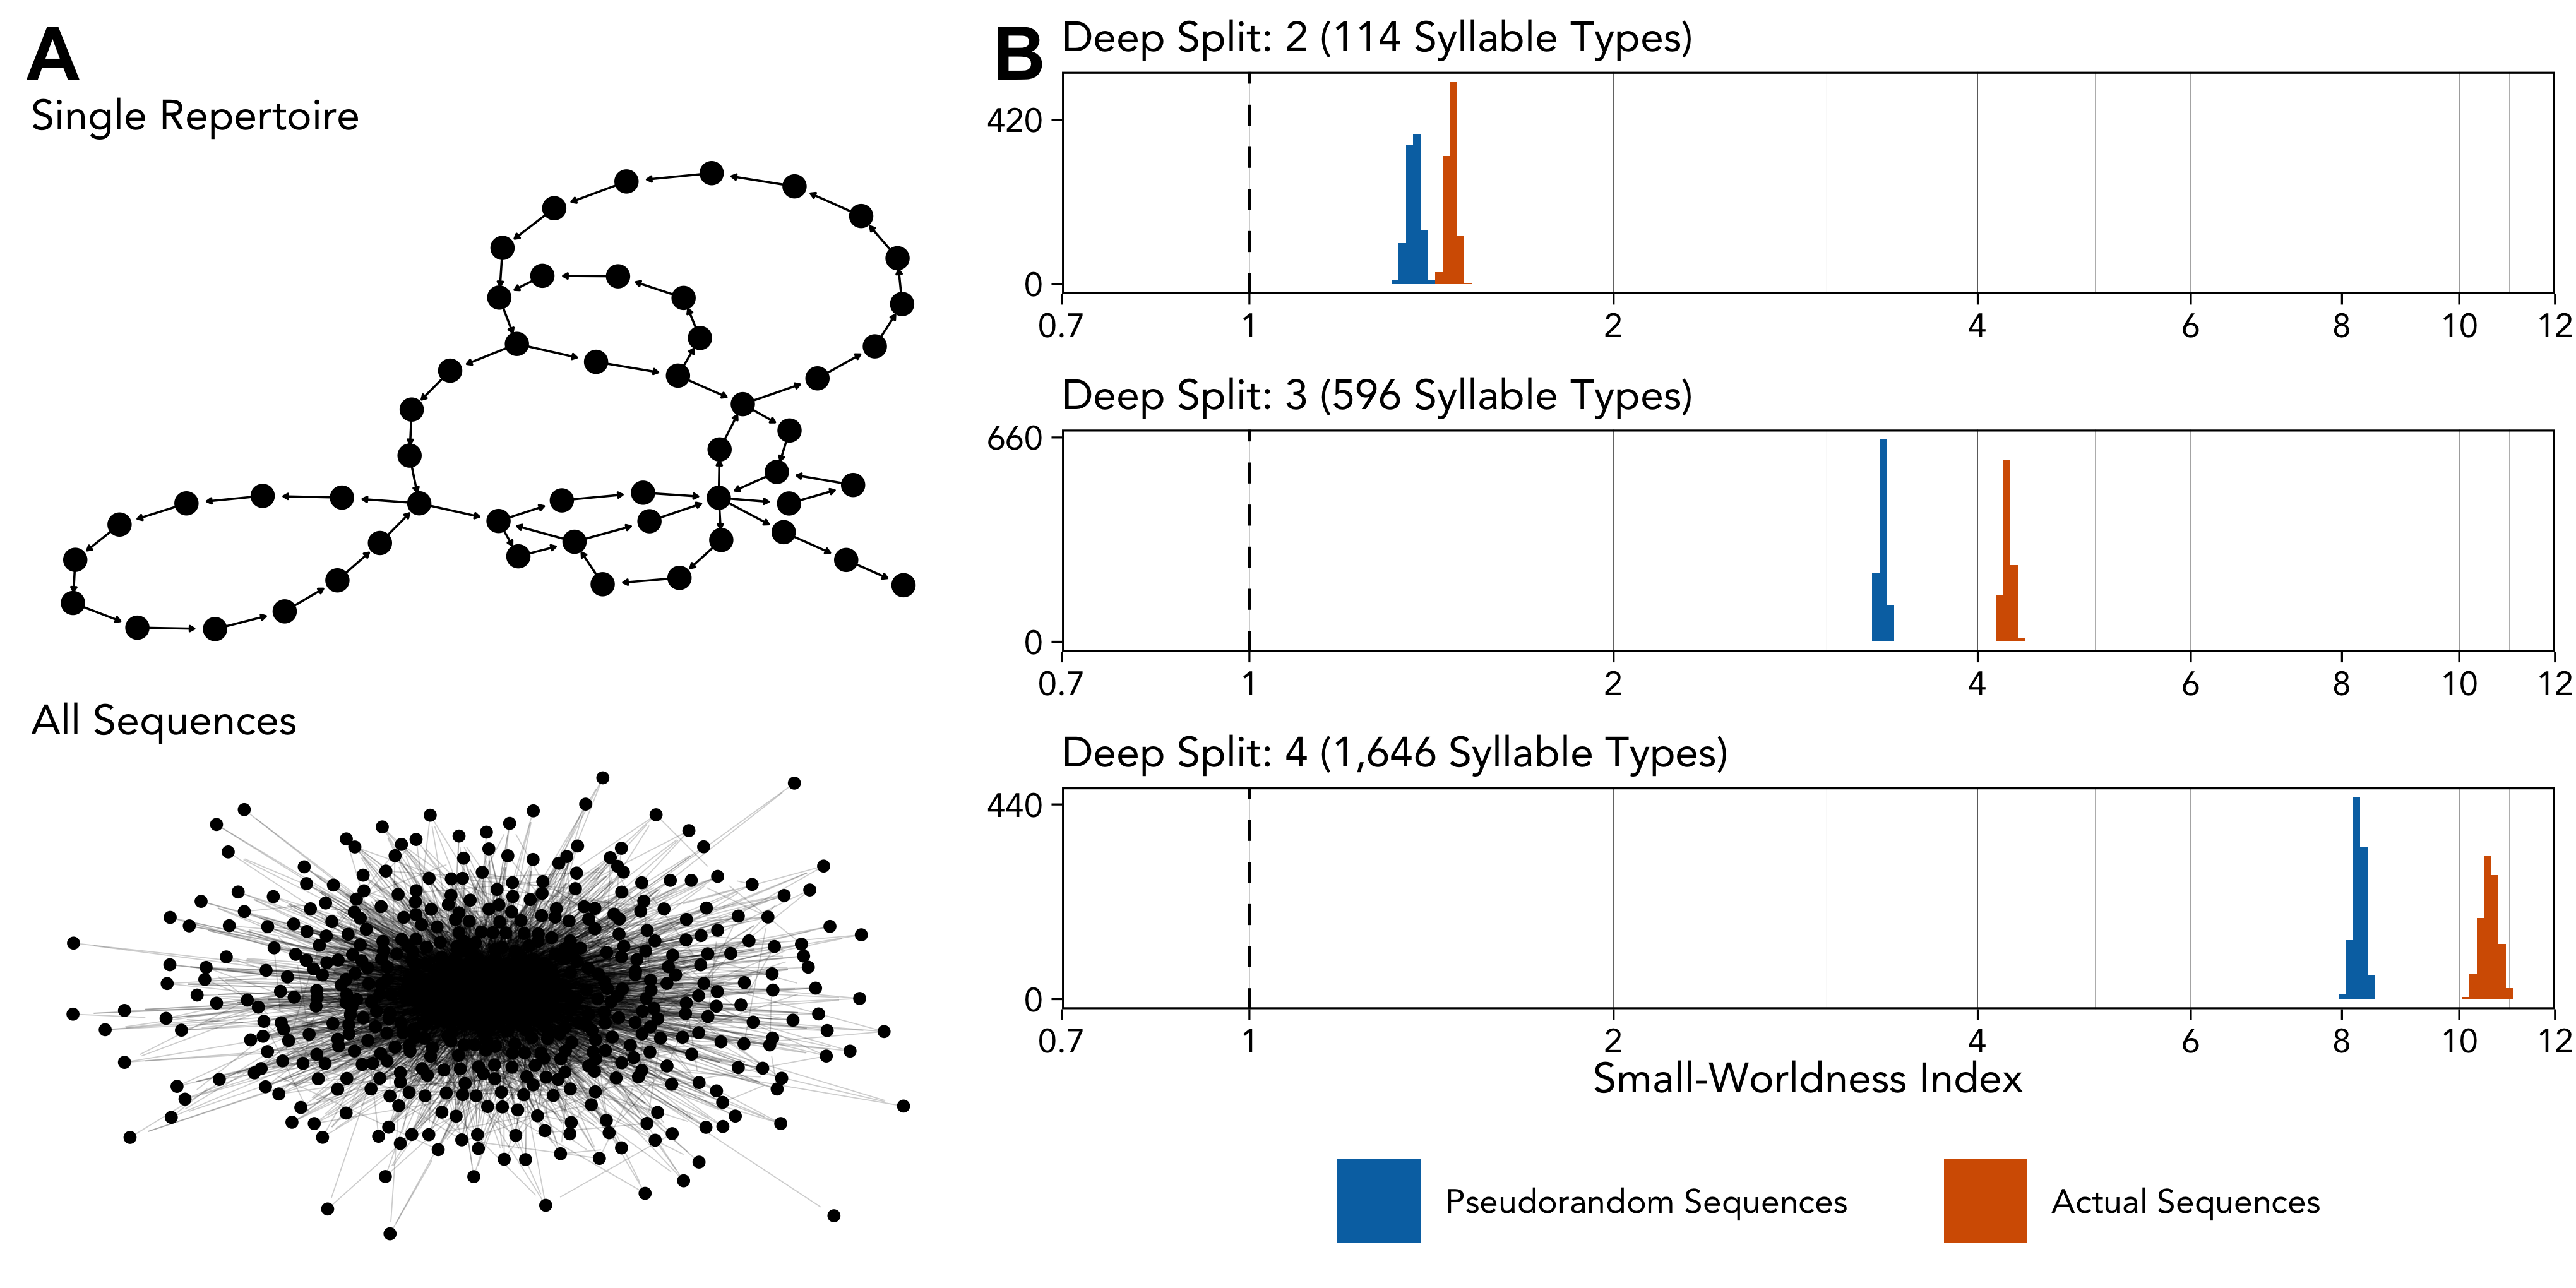 A
Single Repertoire
All Sequences
B
Deep Split: 2 (114 Syllable Types)
420
0
0.7 1 2 4 6 8 10 12
Deep Split: 3 (596 Syllable Types)
660
0
0.7 1 2 4 6 8 10 12
Deep Split: 4 (1,646 Syllable Types)
440
0
0.7 1 2 4 6 8 10 12
Small-Worldness Index
Pseudorandom Sequences
Actual Sequences